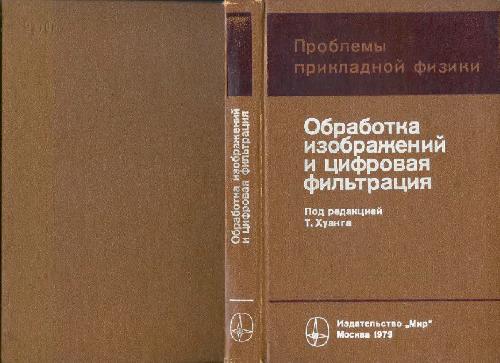 Обработка изображений
и цифровая фильтрация
Проблемы
прикладной физики
Обработка
изображений
и цифровая
фильтрация
Под редакцией
Т. Хуанга
Издательство „Мир"
Москва 1979